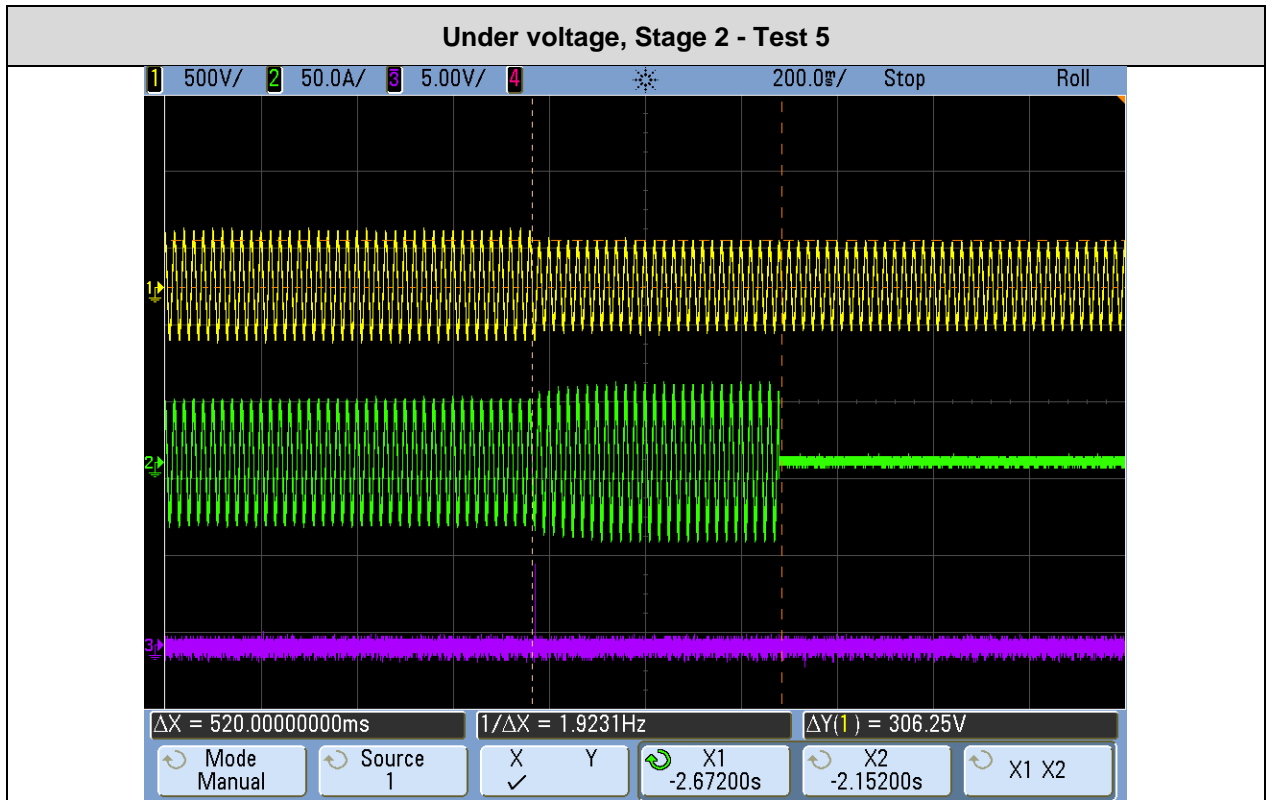 Under voltage, Stage 2 - Test 5
1 500V/ 2 50.0A/ 3 5.00V/ 4 200.0ms/ Stop Roll
1
2
3
ΔX = 520.00000000ms 1/ΔX = 1.9231Hz ΔY(1) = 306.25V
Mode Source X Y X1 X2 X1 X2
Manual 1 ✓ -2.67200s -2.15200s